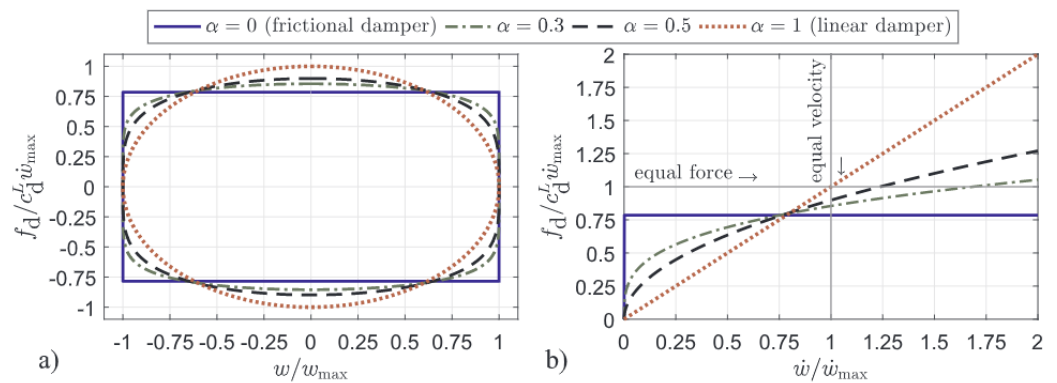 α = 0 (frictional damper) α = 0.3 α = 0.5 α = 1 (linear damper)
1
0.75
0.5
0.25
0
-0.25
-0.5
-0.75
-1
f_d/c_d^L ẇ_max
-1 -0.75 -0.5 -0.25 0 0.25 0.5 0.75 1
w/w_max
a)
2
1.75
1.5
1.25
1
0.75
0.5
0.25
0
f_d/c_d^L ẇ_max
equal velocity →
equal force →
0 0.25 0.5 0.75 1 1.25 1.5 1.75 2
ẇ/ẇ_max
b)